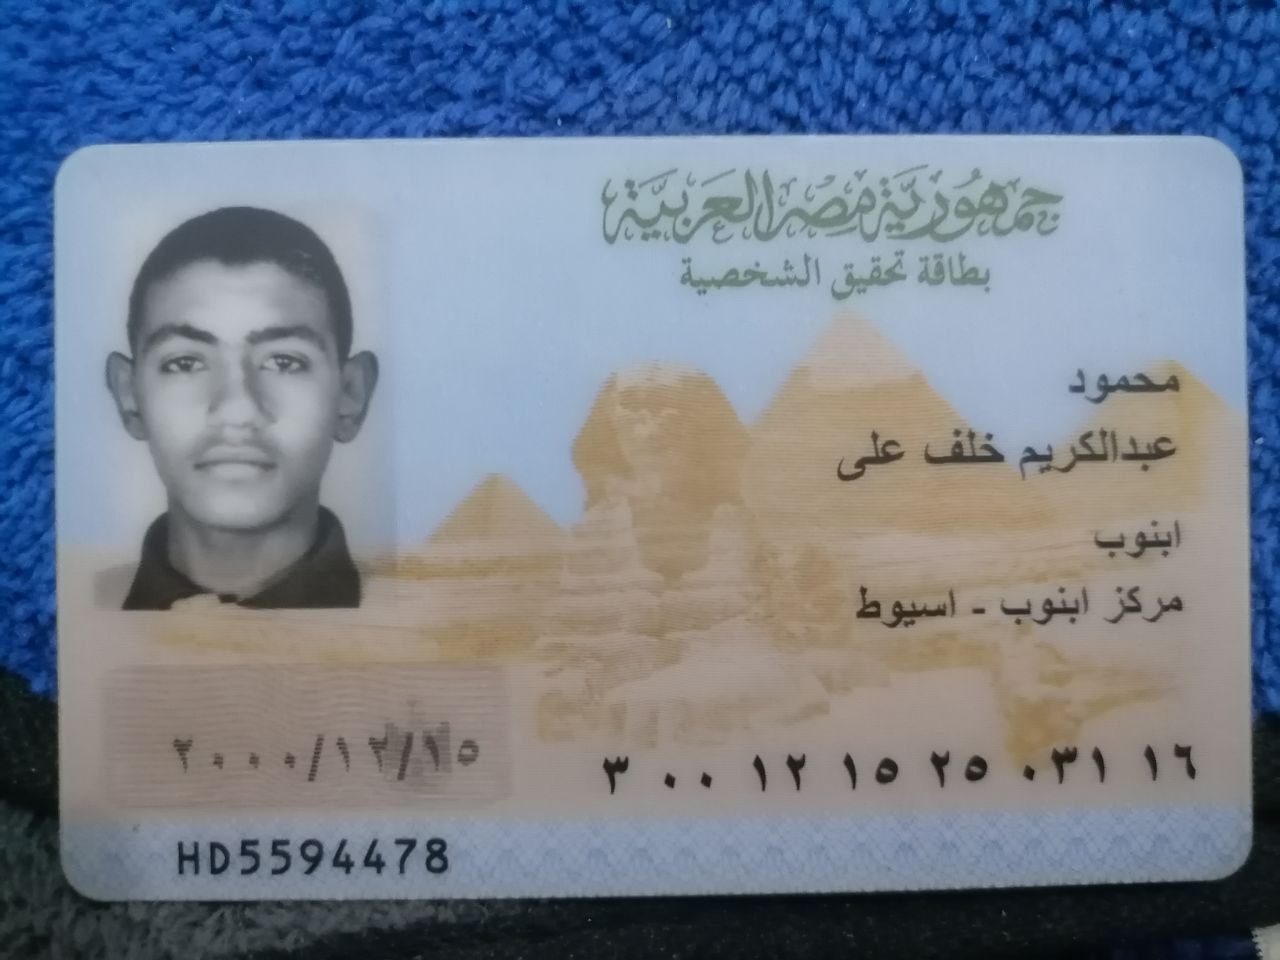 جمهورية مصر العربية
بطاقة تحقيق الشخصية
محمود
عبدالكريم خلف على
ابنوب
مركز ابنوب - اسيوط
٢٠٠٠/١٢/١٥
٣ ٠٠ ١٢ ١٥ ٢٥ ٠٣١ ١٦
HD5594478